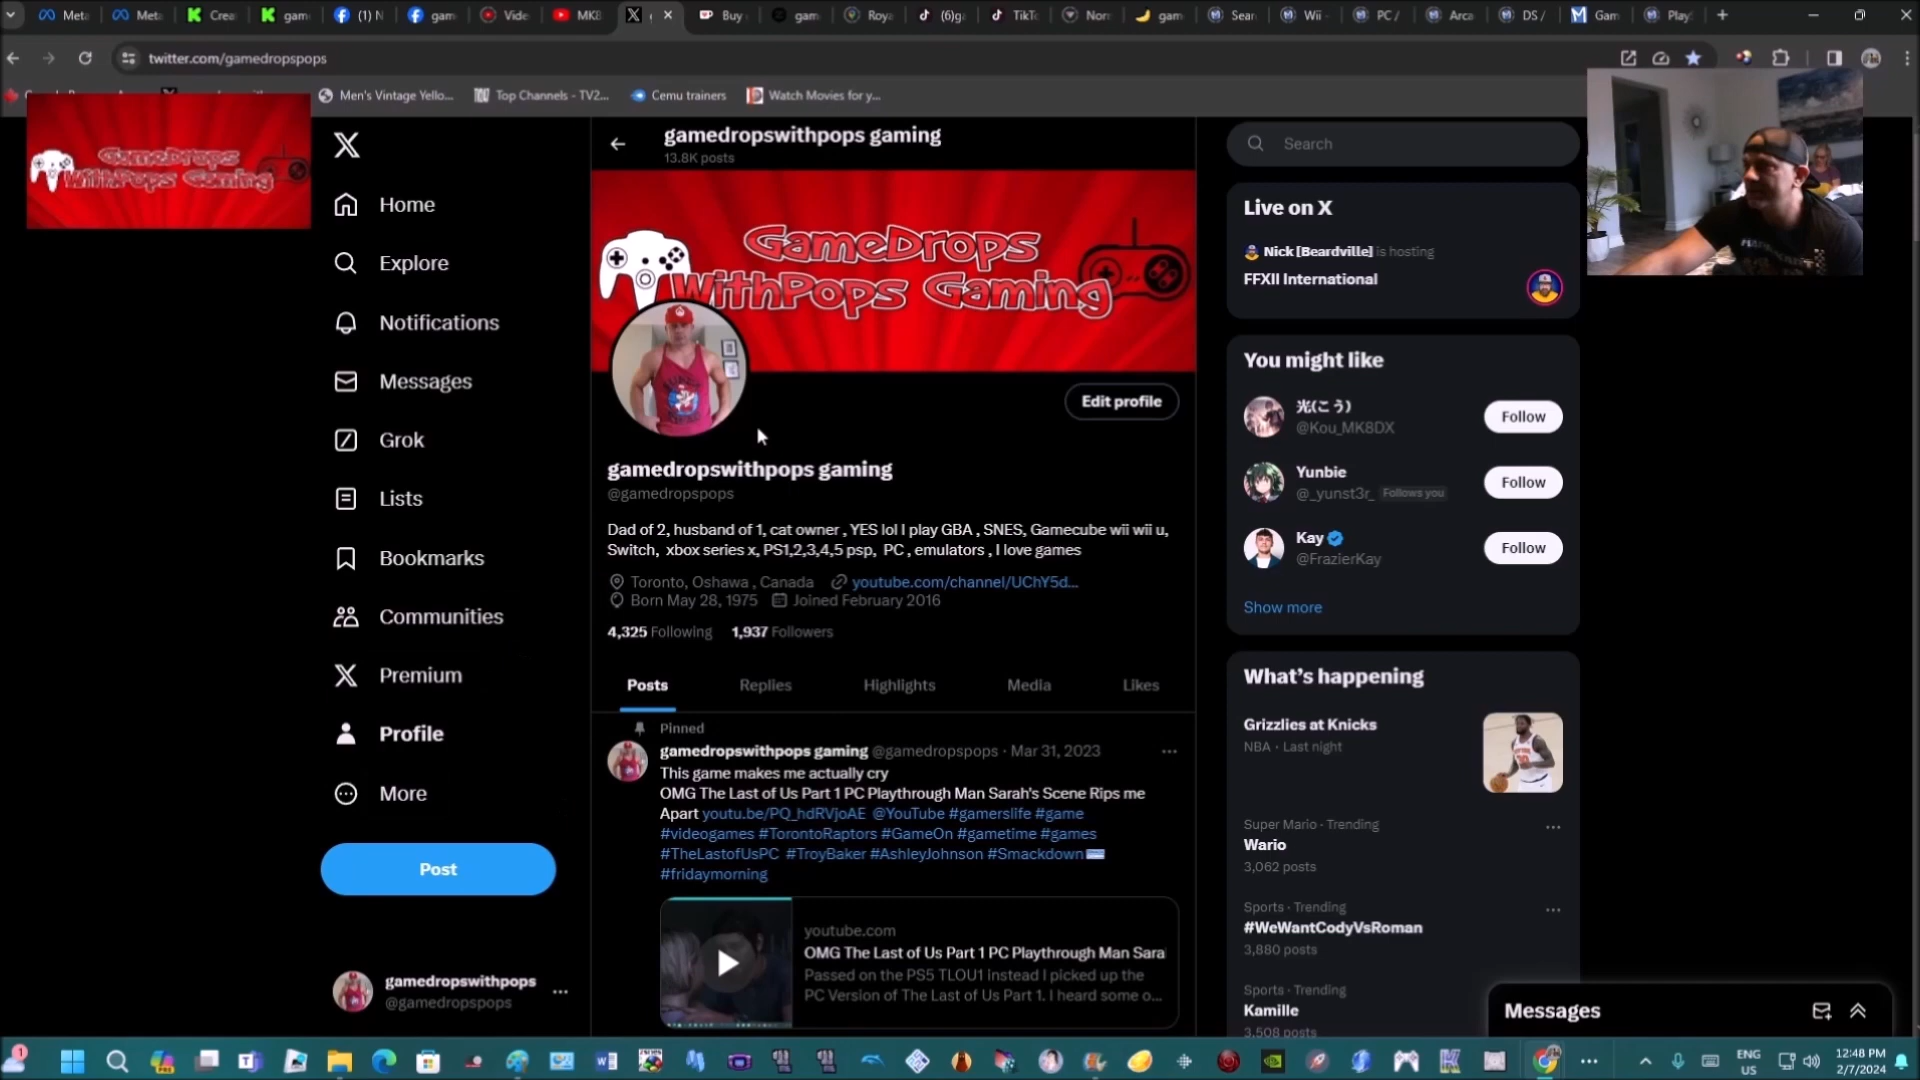 Meta
Meta
Crea
gam
(1) N
gam
Vide
MK8
Buy
gam
Roya
(6)g
TikT
Nor
gam
Sear
Wii
PC /
Arca
DS /
Gam
Play
twitter.com/gamedropspops
Men's Vintage Yello...
Top Channels - TV2...
Cemu trainers
Watch Movies for y...
GameDrops
WithPops Gaming
Home
Explore
Notifications
Messages
Grok
Lists
Bookmarks
Communities
Premium
Profile
More
Post
gamedropswithpops
@gamedropspops
gamedropswithpops gaming
13.8K posts
GameDrops
WithPops Gaming
Edit profile
gamedropswithpops gaming
@gamedropspops
Dad of 2, husband of 1, cat owner , YES lol I play GBA , SNES, Gamecube wii wii u,
Switch, xbox series x, PS1,2,3,4,5 psp, PC , emulators , I love games
Toronto, Oshawa , Canada youtube.com/channel/UChY5d...
Born May 28, 1975 Joined February 2016
4,325 Following 1,937 Followers
Posts Replies Highlights Media Likes
Pinned
gamedropswithpops gaming @gamedropspops · Mar 31, 2023
This game makes me actually cry
OMG The Last of Us Part 1 PC Playthrough Man Sarah's Scene Rips me
Apart youtu.be/PQ_hdRVjoAE @YouTube #gamerslife #game
#videogames #TorontoRaptors #GameOn #gametime #games
#TheLastofUsPC #TroyBaker #AshleyJohnson #Smackdown
#fridaymorning
youtube.com
OMG The Last of Us Part 1 PC Playthrough Man Sara
Passed on the PS5 TLOU1 instead I picked up the
PC Version of The Last of Us Part 1. I heard some o...
Search
Live on X
Nick [Beardville] is hosting
FFXII International
You might like
光(こう)
@Kou_MK8DX
Follow
Yunbie
@_yunst3r_ Follows you
Follow
Kay
@FrazierKay
Follow
Show more
What's happening
Grizzlies at Knicks
NBA · Last night
Super Mario · Trending
Wario
3,062 posts
Sports · Trending
#WeWantCodyVsRoman
3,880 posts
Sports · Trending
Kamille
3,508 posts
Messages
1
ENG
US
12:48 PM
2/7/2024